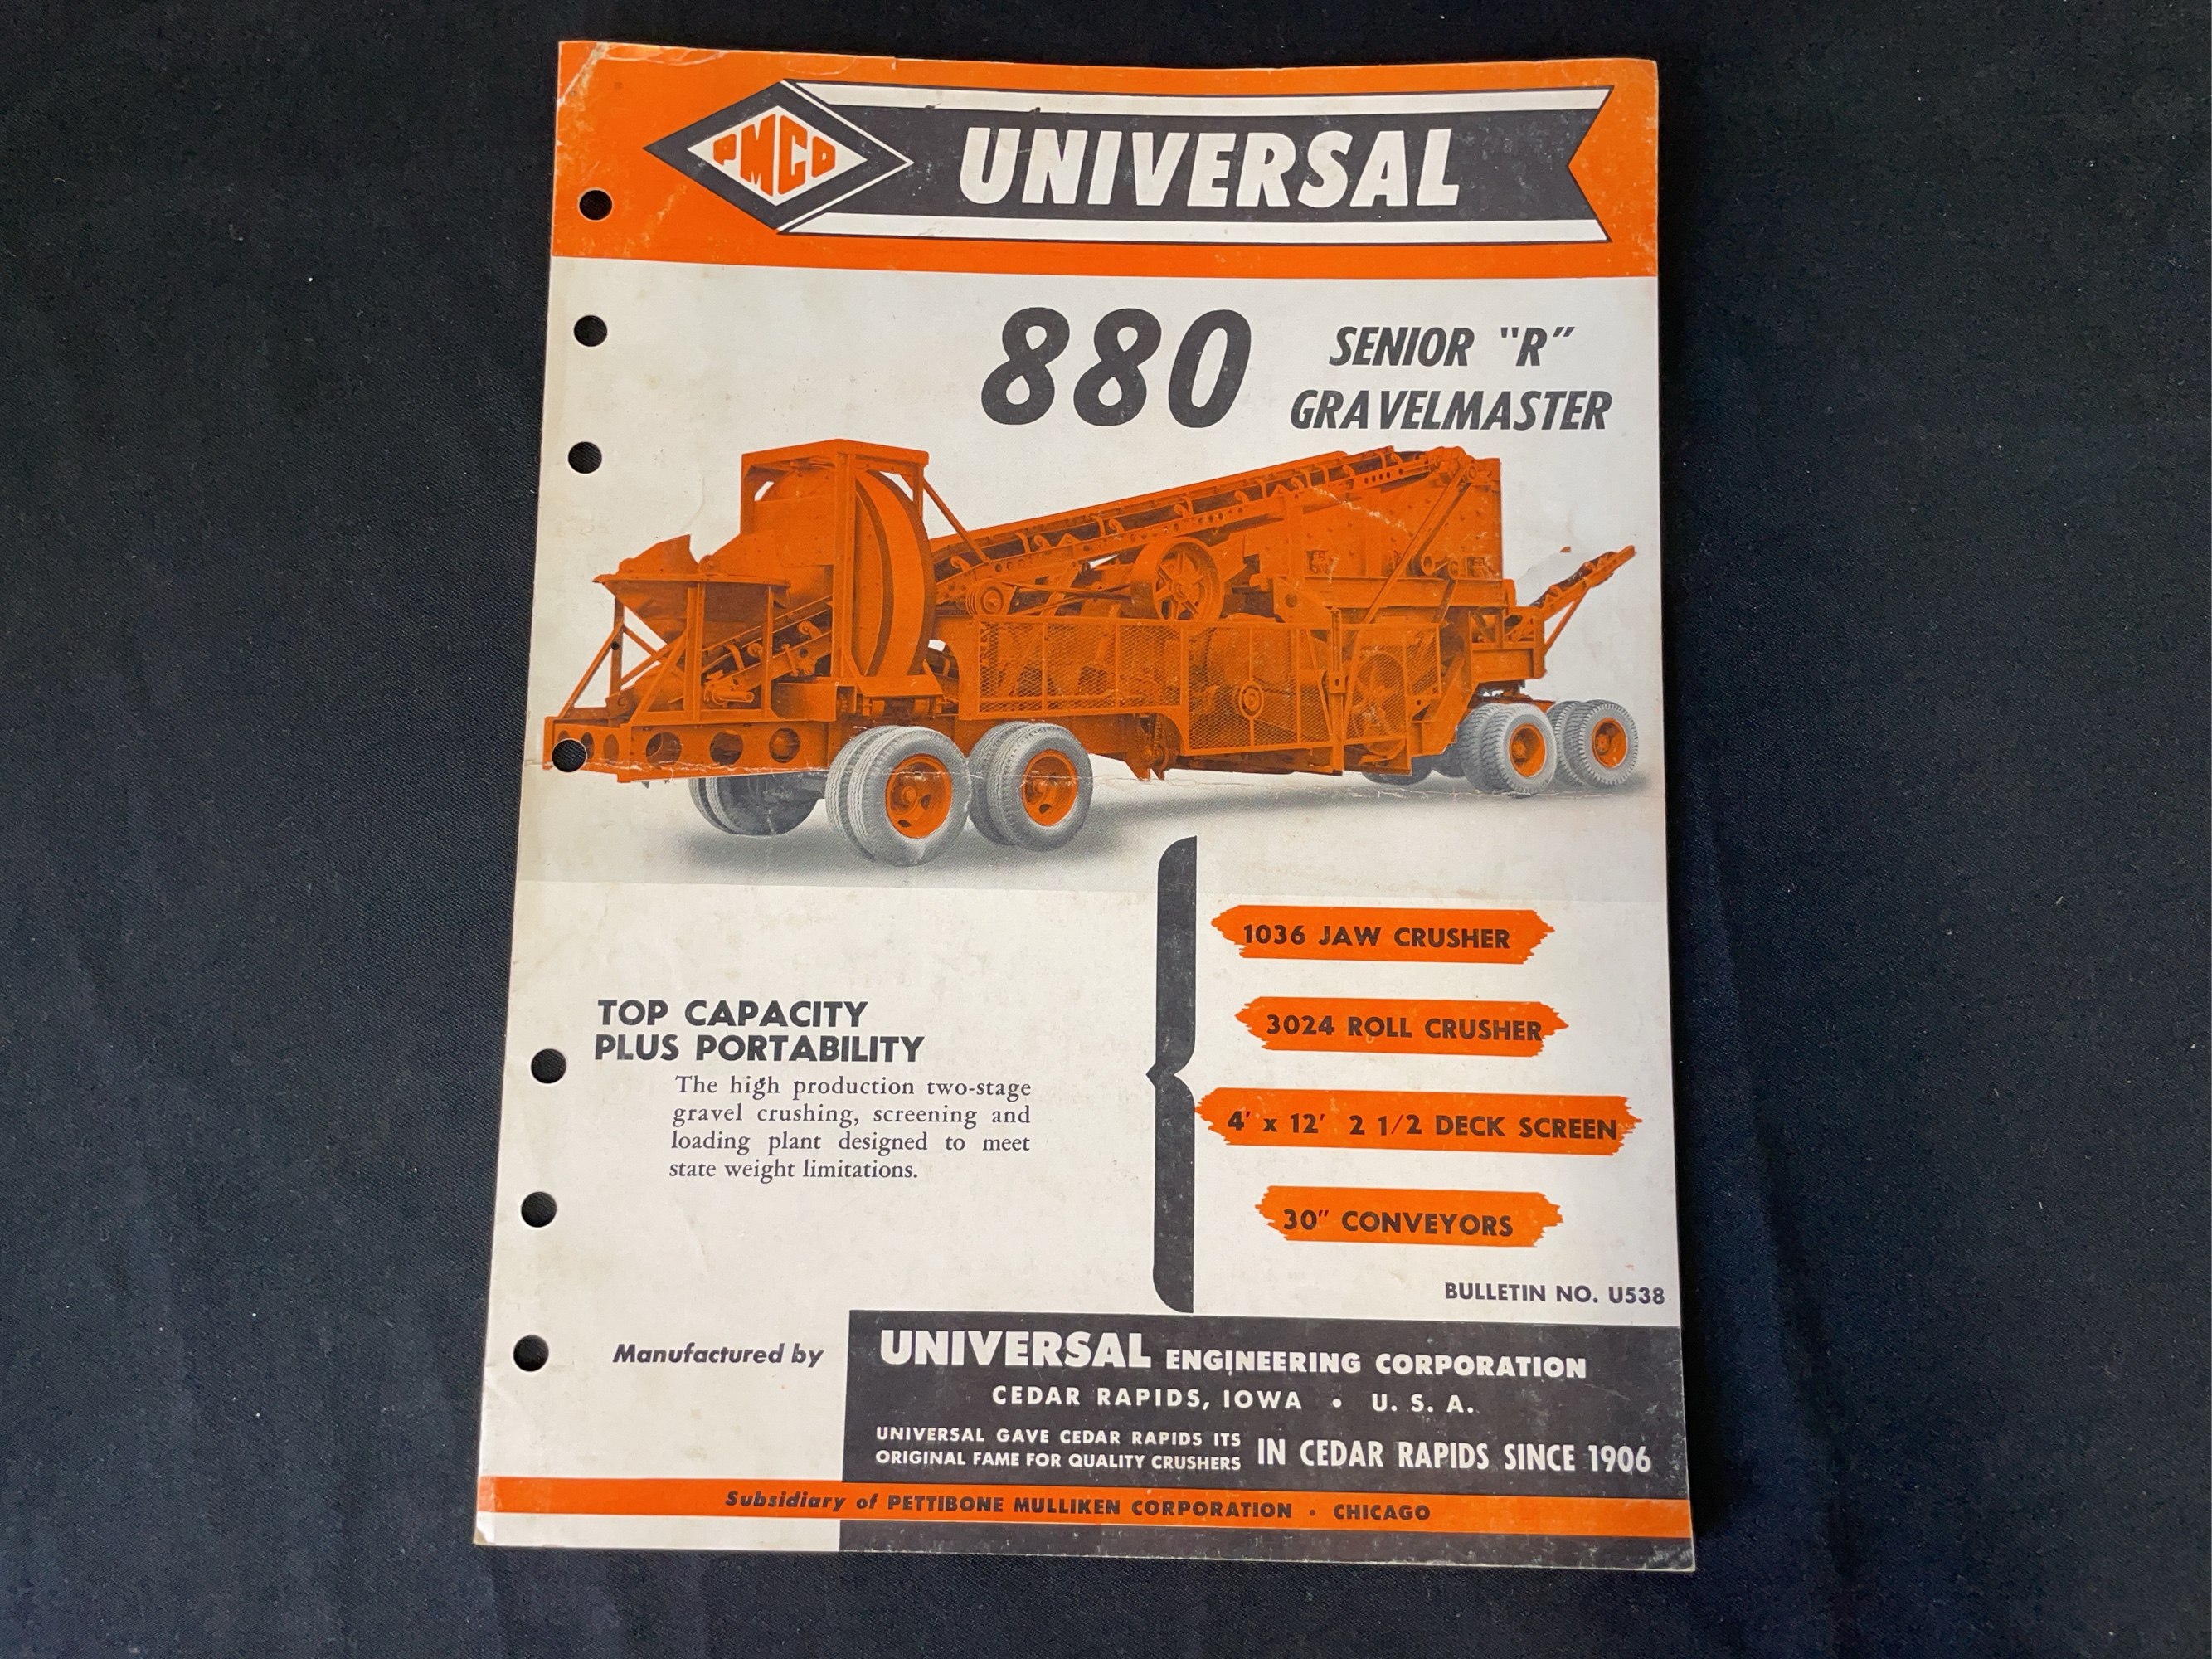 PMCO
UNIVERSAL
880
SENIOR "R"
GRAVELMASTER
TOP CAPACITY
PLUS PORTABILITY
The high production two-stage
gravel crushing, screening and
loading plant designed to meet
state weight limitations.
1036 JAW CRUSHER
3024 ROLL CRUSHER
4' x 12' 2 1/2 DECK SCREEN
30" CONVEYORS
BULLETIN NO. U538
Manufactured by
UNIVERSAL ENGINEERING CORPORATION
CEDAR RAPIDS, IOWA • U. S. A.
UNIVERSAL GAVE CEDAR RAPIDS ITS
ORIGINAL FAME FOR QUALITY CRUSHERS
IN CEDAR RAPIDS SINCE 1906
Subsidiary of PETTIBONE MULLIKEN CORPORATION • CHICAGO